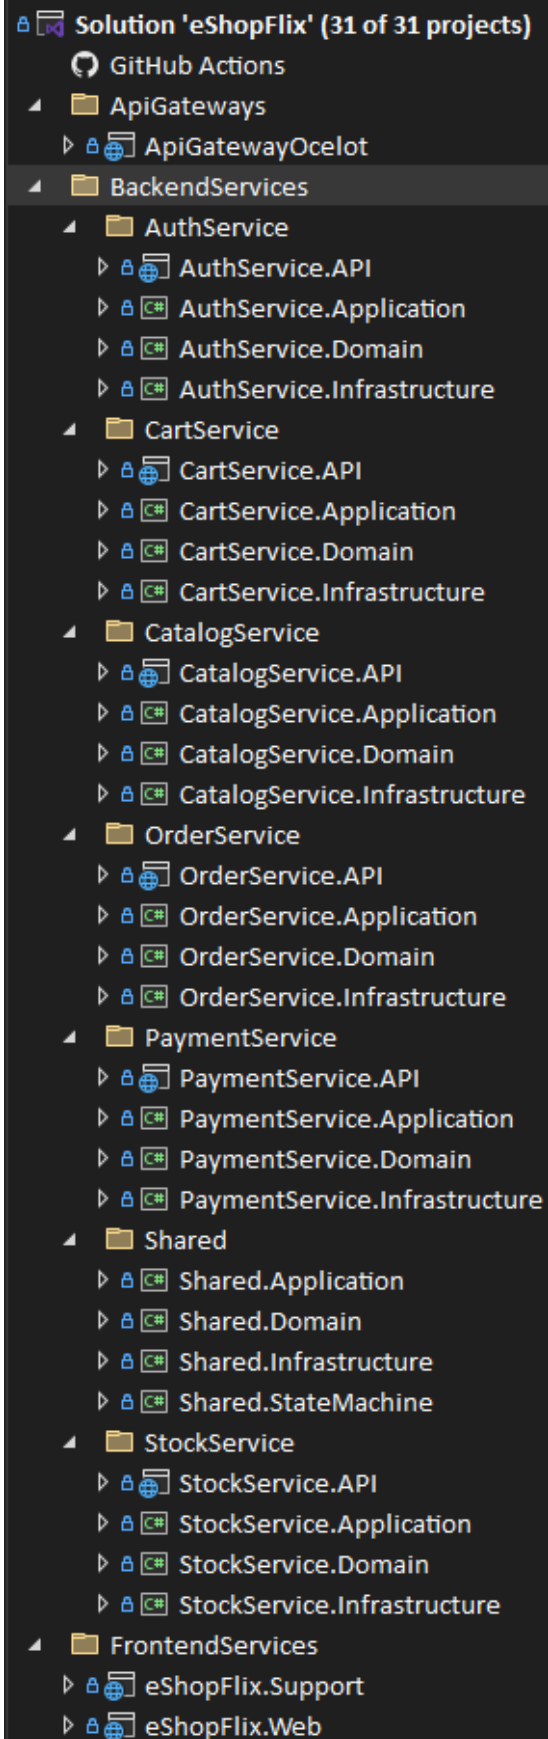 Solution 'eShopFlix' (31 of 31 projects)
GitHub Actions
ApiGateways
ApiGatewayOcelot
BackendServices
AuthService
AuthService.API
C# AuthService.Application
C# AuthService.Domain
C# AuthService.Infrastructure
CartService
CartService.API
C# CartService.Application
C# CartService.Domain
C# CartService.Infrastructure
CatalogService
CatalogService.API
C# CatalogService.Application
C# CatalogService.Domain
C# CatalogService.Infrastructure
OrderService
OrderService.API
C# OrderService.Application
C# OrderService.Domain
C# OrderService.Infrastructure
PaymentService
PaymentService.API
C# PaymentService.Application
C# PaymentService.Domain
C# PaymentService.Infrastructure
Shared
C# Shared.Application
C# Shared.Domain
C# Shared.Infrastructure
C# Shared.StateMachine
StockService
StockService.API
C# StockService.Application
C# StockService.Domain
C# StockService.Infrastructure
FrontendServices
eShopFlix.Support
eShopFlix.Web